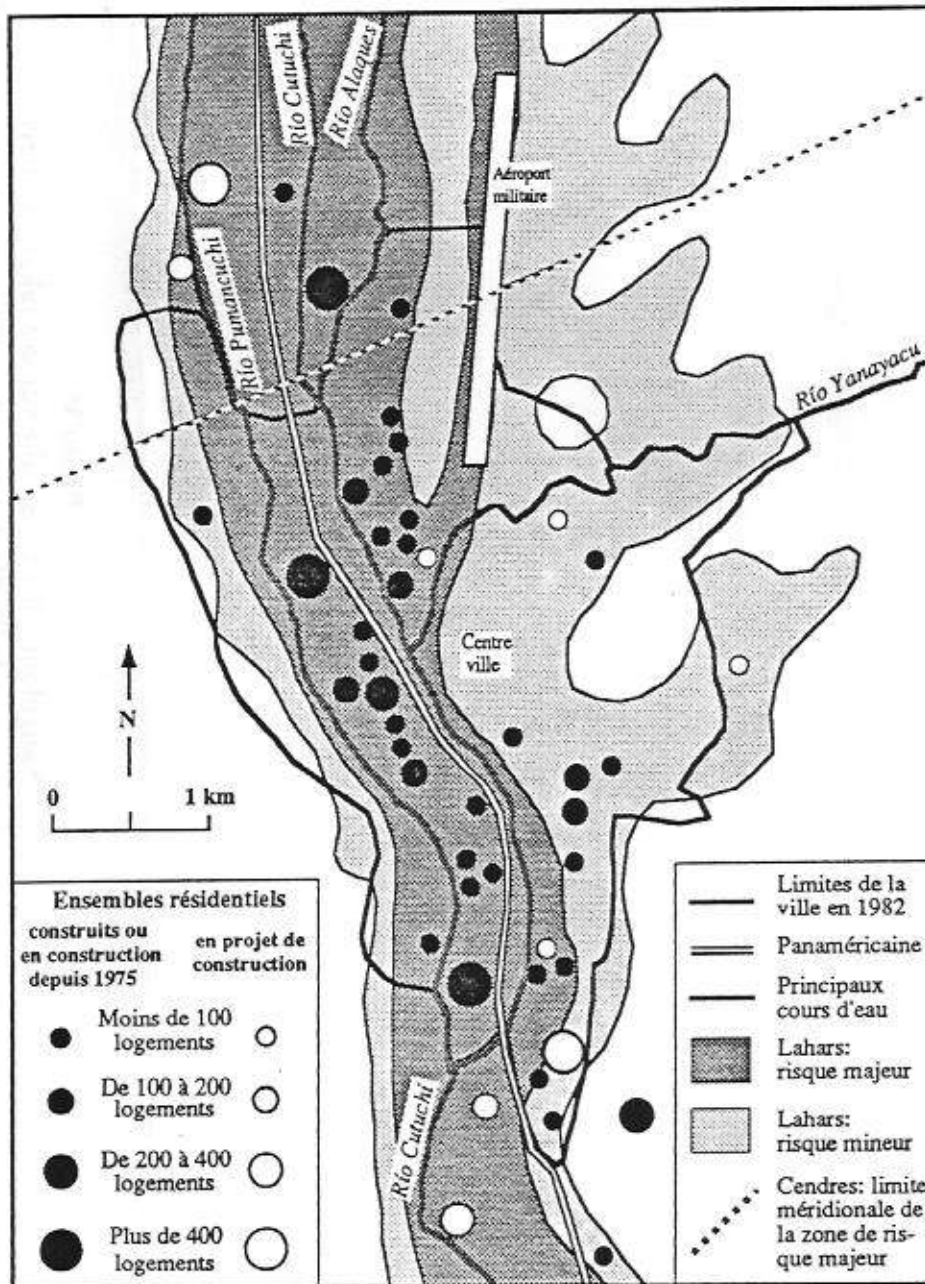 Río Cutuchi
Río Alaques
Aéroport
militaire
Río Pumancuchi
Río Yanayacu
Centre
ville
N
0 1 km
Río Cutuchi
Ensembles résidentiels
construits ou
en construction
depuis 1975
en projet de
construction
Moins de 100
logements
De 100 à 200
logements
De 200 à 400
logements
Plus de 400
logements
Limites de la
ville en 1982
Panaméricaine
Principaux
cours d'eau
Lahars:
risque majeur
Lahars:
risque mineur
Cendres: limite
méridionale de
la zone de ris-
que majeur